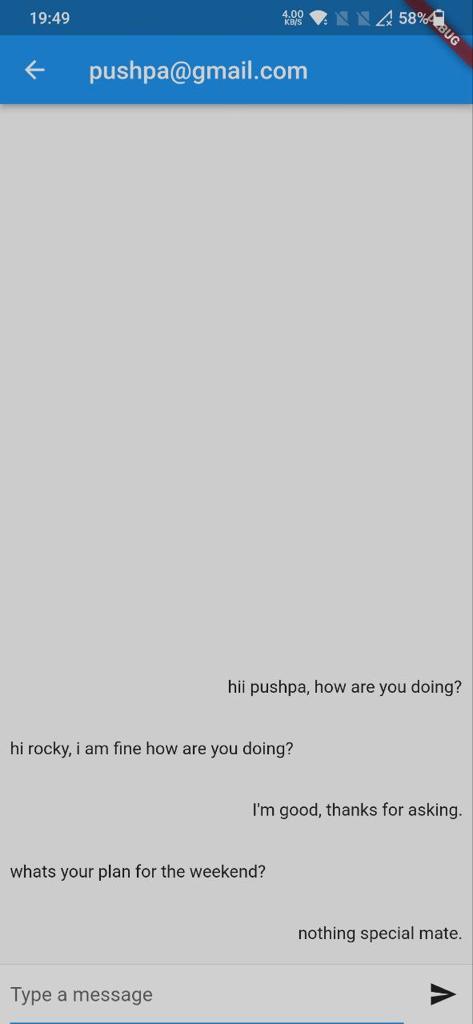 19:49
4.00
KB/S
58%
pushpa@gmail.com
hii pushpa, how are you doing?
hi rocky, i am fine how are you doing?
I'm good, thanks for asking.
whats your plan for the weekend?
nothing special mate.
Type a message